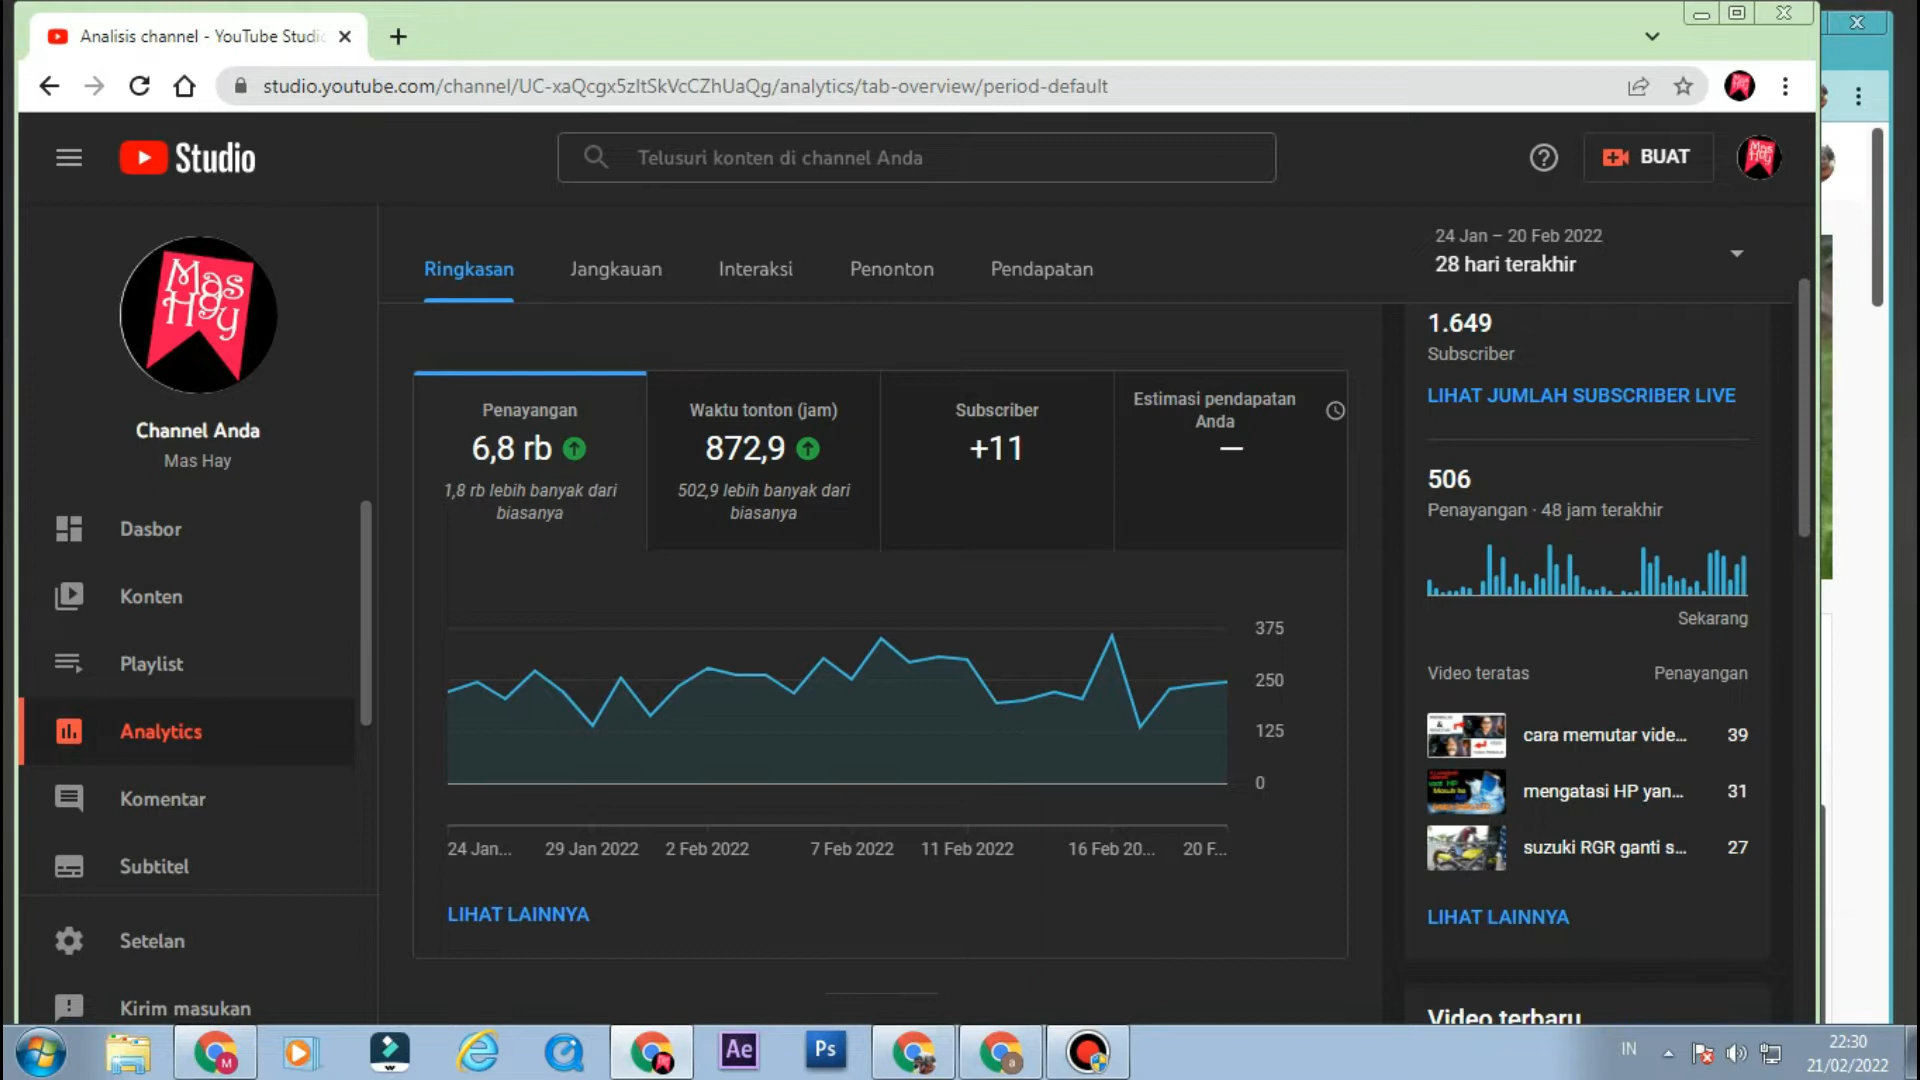 Analisis channel - YouTube Studio
studio.youtube.com/channel/UC-xaQcgx5zItSkVcCZhUaQg/analytics/tab-overview/period-default
Studio
Telusuri konten di channel Anda
BUAT
Mas Hay
Mas
Hay
Channel Anda
Mas Hay
Dasbor
Konten
Playlist
Analytics
Komentar
Subtitel
Setelan
Kirim masukan
Ringkasan
Jangkauan
Interaksi
Penonton
Pendapatan
24 Jan – 20 Feb 2022
28 hari terakhir
Penayangan
6,8 rb
1,8 rb lebih banyak dari
biasanya
Waktu tonton (jam)
872,9
502,9 lebih banyak dari
biasanya
Subscriber
+11
Estimasi pendapatan
Anda
—
375
250
125
0
24 Jan...
29 Jan 2022
2 Feb 2022
7 Feb 2022
11 Feb 2022
16 Feb 20...
20 F...
LIHAT LAINNYA
1.649
Subscriber
LIHAT JUMLAH SUBSCRIBER LIVE
506
Penayangan · 48 jam terakhir
Sekarang
Video teratas
Penayangan
cara memutar vide... 39
mengatasi HP yan... 31
suzuki RGR ganti s... 27
LIHAT LAINNYA
Video terbaru
M
Ae
Ps
a
IN
22:30
21/02/2022